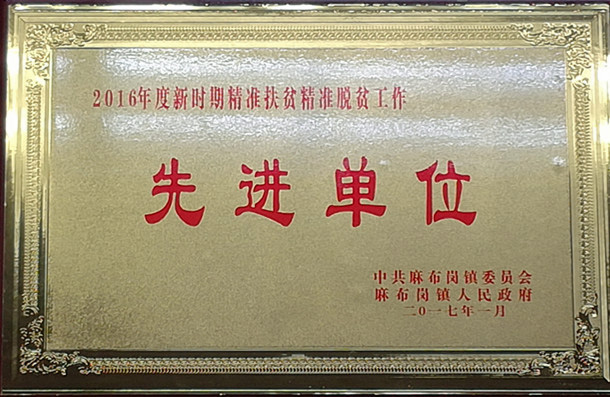 2016年度新时期精准扶贫精准脱贫工作
先进单位
中共麻布岗镇委员会
麻布岗镇人民政府
二〇一七年一月